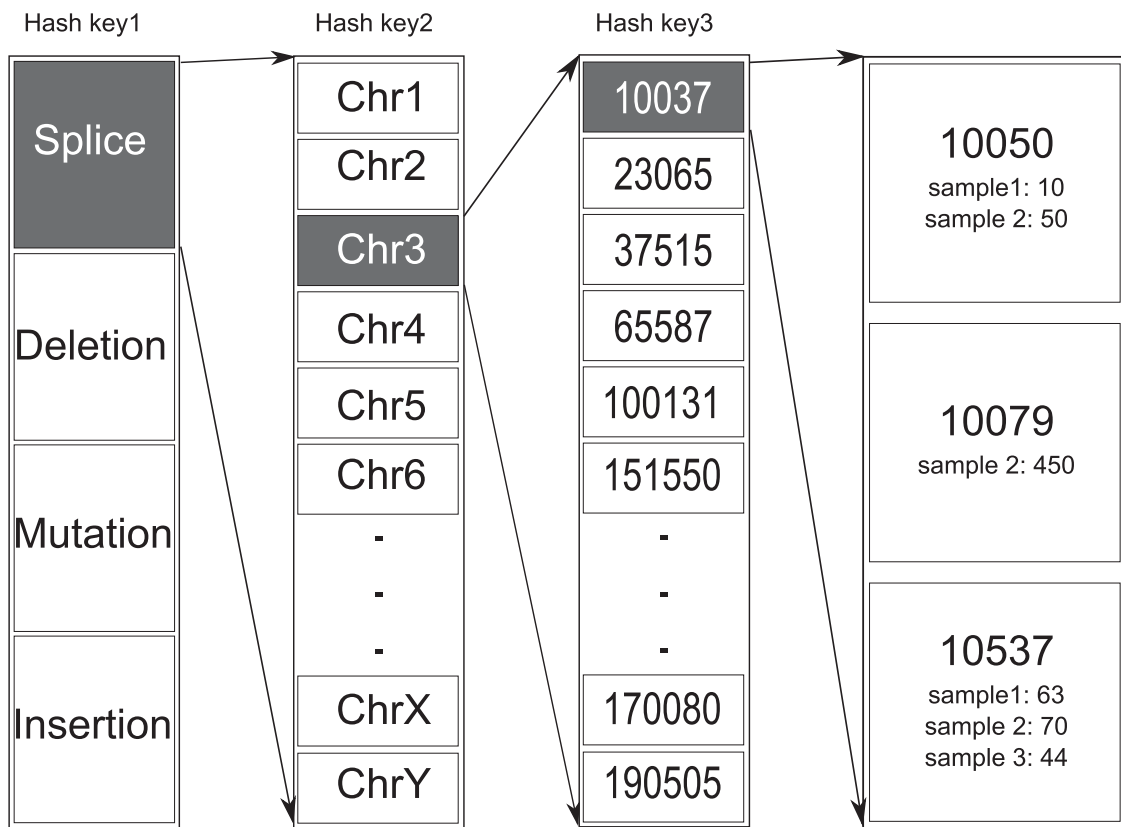 Hash key1
Hash key2
Hash key3
Splice
Deletion
Mutation
Insertion
Chr1
Chr2
Chr3
Chr4
Chr5
Chr6
-
-
-
ChrX
ChrY
10037
23065
37515
65587
100131
151550
-
-
-
170080
190505
10050
sample1: 10
sample 2: 50
10079
sample 2: 450
10537
sample1: 63
sample 2: 70
sample 3: 44